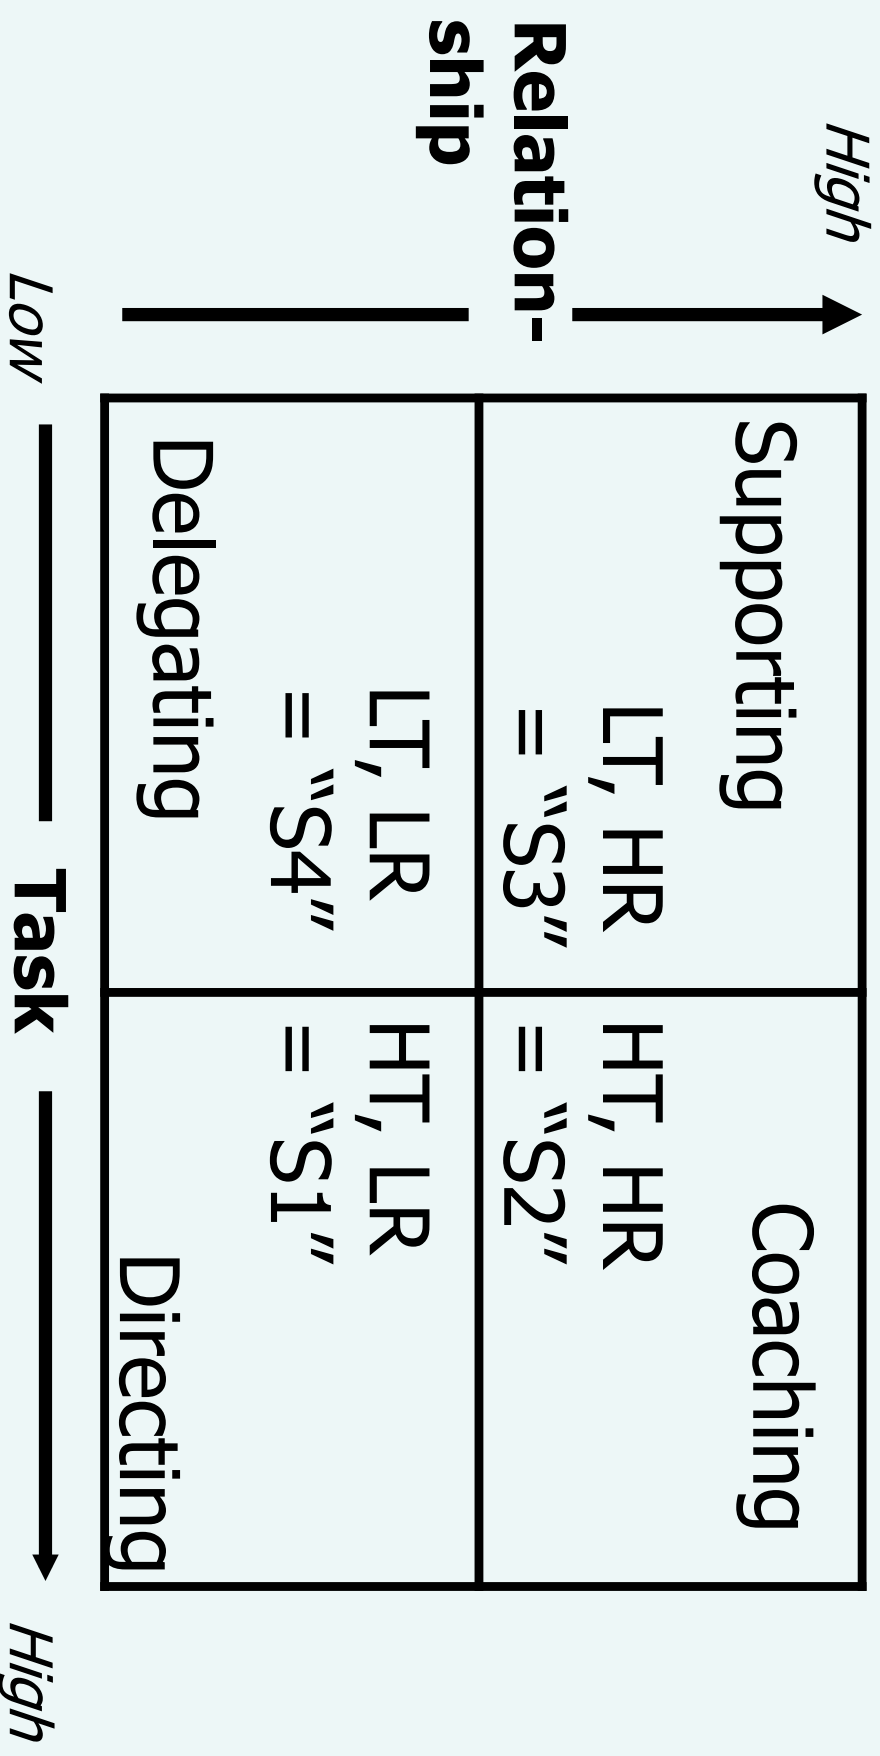 High
Relation-
ship
Supporting
LT, HR
= “S3”
Coaching
HT, HR
= “S2”
LT, LR
= “S4”
Delegating
HT, LR
= “S1”
Directing
Low
Task
High